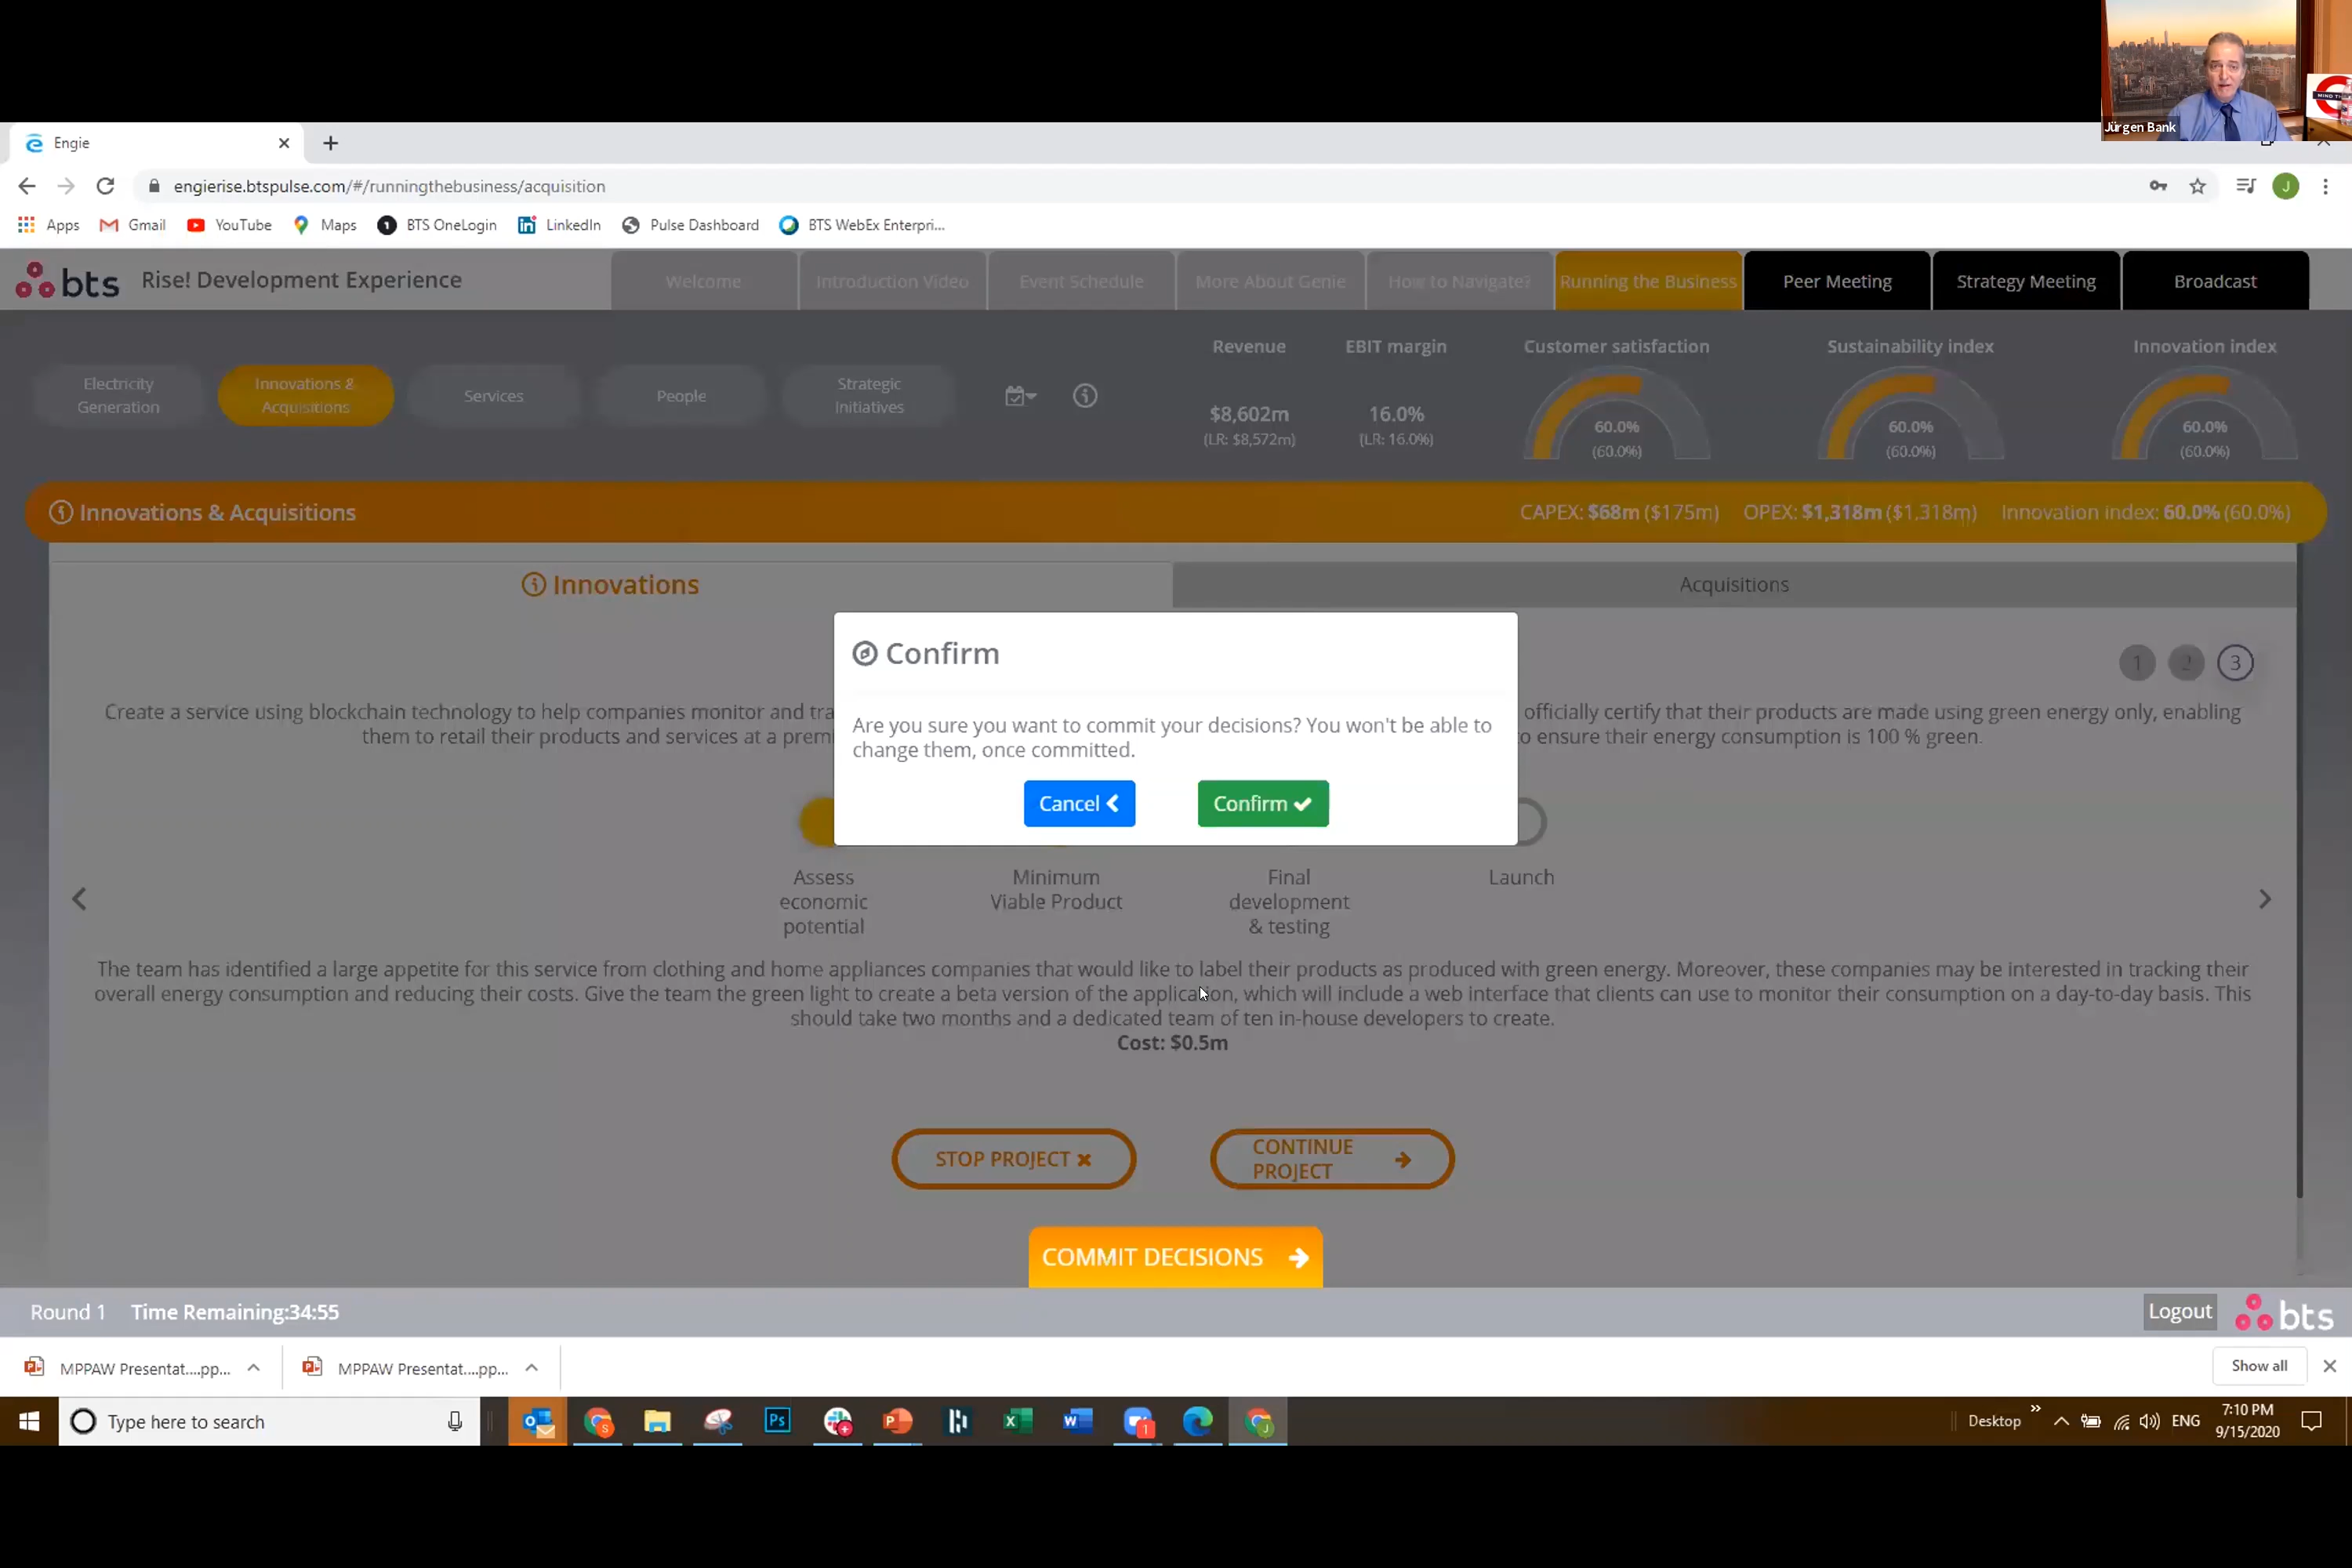 Jürgen Bank
MIND TH
Engie
engierise.btspulse.com/#/runningthebusiness/acquisition
J
Apps
Gmail
YouTube
Maps
BTS OneLogin
LinkedIn
Pulse Dashboard
BTS WebEx Enterpri...
bts
Rise! Development Experience
Welcome
Introduction Video
Event Schedule
More About Genie
How to Navigate?
Running the Business
Peer Meeting
Strategy Meeting
Broadcast
Electricity
Generation
Innovations &
Acquisitions
Services
People
Strategic
Initiatives
Revenue
$8,602m
(LR: $8,572m)
EBIT margin
16.0%
(LR: 16.0%)
Customer satisfaction
60.0%
(60.0%)
Sustainability index
60.0%
(60.0%)
Innovation index
60.0%
(60.0%)
Innovations & Acquisitions
CAPEX: $68m ($175m) OPEX: $1,318m ($1,318m) Innovation index: 60.0% (60.0%)
Innovations
Acquisitions
1 2 3
Create a service using blockchain technology to help companies monitor and tra
officially certify that their products are made using green energy only, enabling
them to retail their products and services at a premi
o ensure their energy consumption is 100 % green.
Confirm
Are you sure you want to commit your decisions? You won't be able to
change them, once committed.
Cancel
Confirm
Assess
economic
potential
Minimum
Viable Product
Final
development
& testing
Launch
The team has identified a large appetite for this service from clothing and home appliances companies that would like to label their products as produced with green energy. Moreover, these companies may be interested in tracking their
overall energy consumption and reducing their costs. Give the team the green light to create a beta version of the application, which will include a web interface that clients can use to monitor their consumption on a day-to-day basis. This
should take two months and a dedicated team of ten in-house developers to create.
Cost: $0.5m
STOP PROJECT
CONTINUE
PROJECT
COMMIT DECISIONS
Round 1
Time Remaining:34:55
Logout
bts
MPPAW Presentat....pp...
MPPAW Presentat....pp...
Show all
Type here to search
Desktop
ENG
7:10 PM
9/15/2020